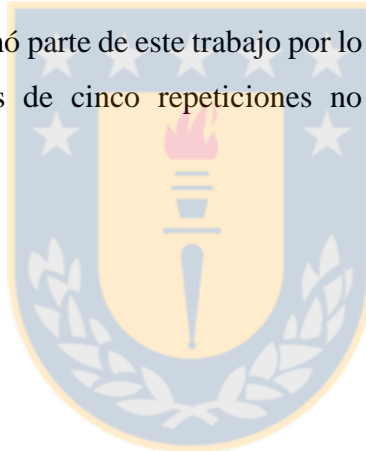 ó parte de este trabajo por lo
s de cinco repeticiones no